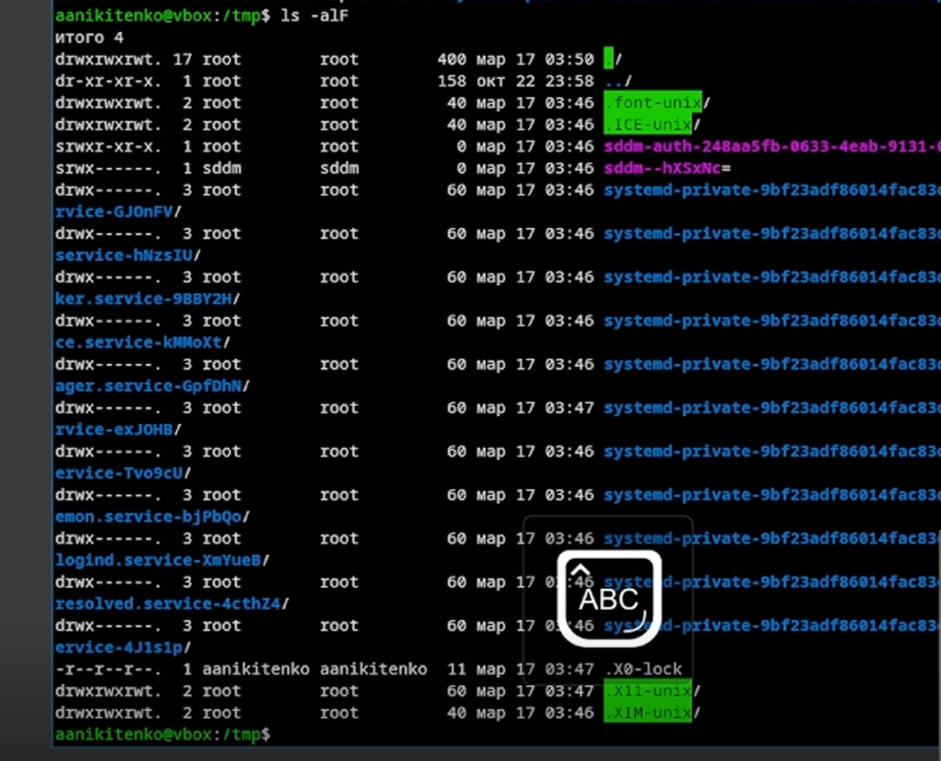 aanikitenko@vbox:/tmp$ ls -alF
итого 4
drwxrwxrwt. 17 root root 400 мар 17 03:50 ./
dr-xr-xr-x. 1 root root 158 окт 22 23:58 ../
drwxrwxrwt. 2 root root 40 мар 17 03:46 .font-unix/
drwxrwxrwt. 2 root root 40 мар 17 03:46 .ICE-unix/
srwxr-xr-x. 1 root root 0 мар 17 03:46 sddm-auth-248aa5fb-0633-4eab-9131-
srwx------. 1 sddm sddm 0 мар 17 03:46 sddm--hXSxNc=
drwx------. 3 root root 60 мар 17 03:46 systemd-private-9bf23adf86014fac83
rvice-GJOnFV/
drwx------. 3 root root 60 мар 17 03:46 systemd-private-9bf23adf86014fac83
service-hNzsIU/
drwx------. 3 root root 60 мар 17 03:46 systemd-private-9bf23adf86014fac83
ker.service-9BBY2H/
drwx------. 3 root root 60 мар 17 03:46 systemd-private-9bf23adf86014fac83
ce.service-kMMoXt/
drwx------. 3 root root 60 мар 17 03:46 systemd-private-9bf23adf86014fac83
ager.service-GpfDhN/
drwx------. 3 root root 60 мар 17 03:47 systemd-private-9bf23adf86014fac83
rvice-exJOHB/
drwx------. 3 root root 60 мар 17 03:46 systemd-private-9bf23adf86014fac83
ervice-Tvo9cU/
drwx------. 3 root root 60 мар 17 03:46 systemd-private-9bf23adf86014fac83
emon.service-bjPbQo/
drwx------. 3 root root 60 мар 17 03:46 systemd-private-9bf23adf86014fac83
logind.service-XmYueB/
drwx------. 3 root root 60 мар 17 03:46 systemd-private-9bf23adf86014fac83
ABC
resolved.service-4cthZ4/
drwx------. 3 root root 60 мар 17 03:46 systemd-private-9bf23adf86014fac83
ervice-4J1s1p/
-r--r--r--. 1 aanikitenko aanikitenko 11 мар 17 03:47 .X0-lock
drwxrwxrwt. 2 root root 60 мар 17 03:47 .X11-unix/
drwxrwxrwt. 2 root root 40 мар 17 03:46 .XIM-unix/
aanikitenko@vbox:/tmp$